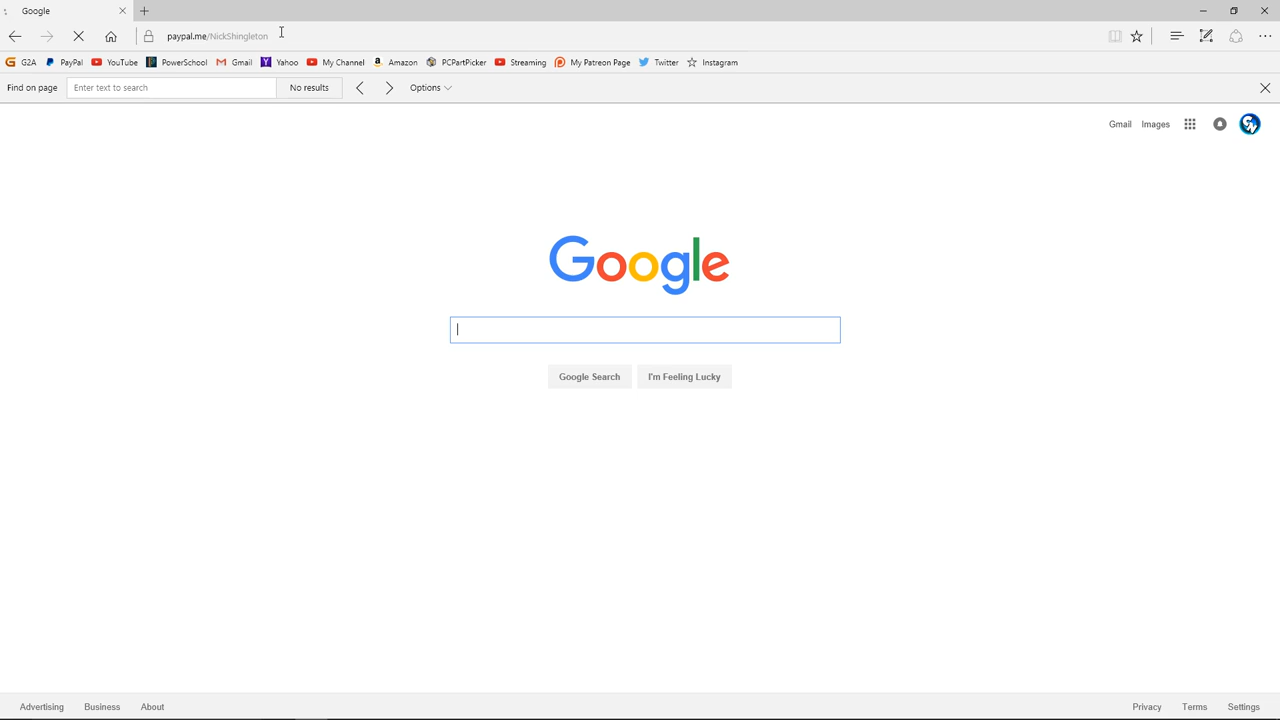 Google
paypal.me/NickShingleton
G2A PayPal YouTube PowerSchool Gmail Yahoo My Channel Amazon PCPartPicker Streaming My Patreon Page Twitter Instagram
Find on page Enter text to search No results Options
Gmail Images
Google
Google Search I'm Feeling Lucky
Advertising Business About Privacy Terms Settings